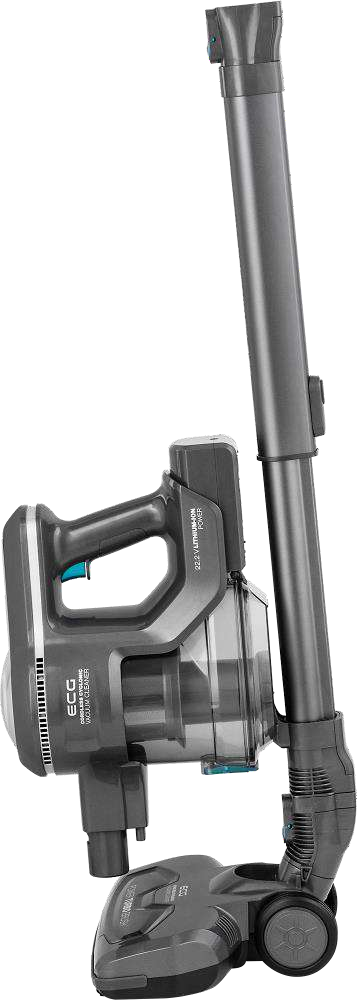 22.2 V LITHIUM-ION
POWER
ECG
CORDLESS CYCLONIC
VACUUM CLEANER
ECG